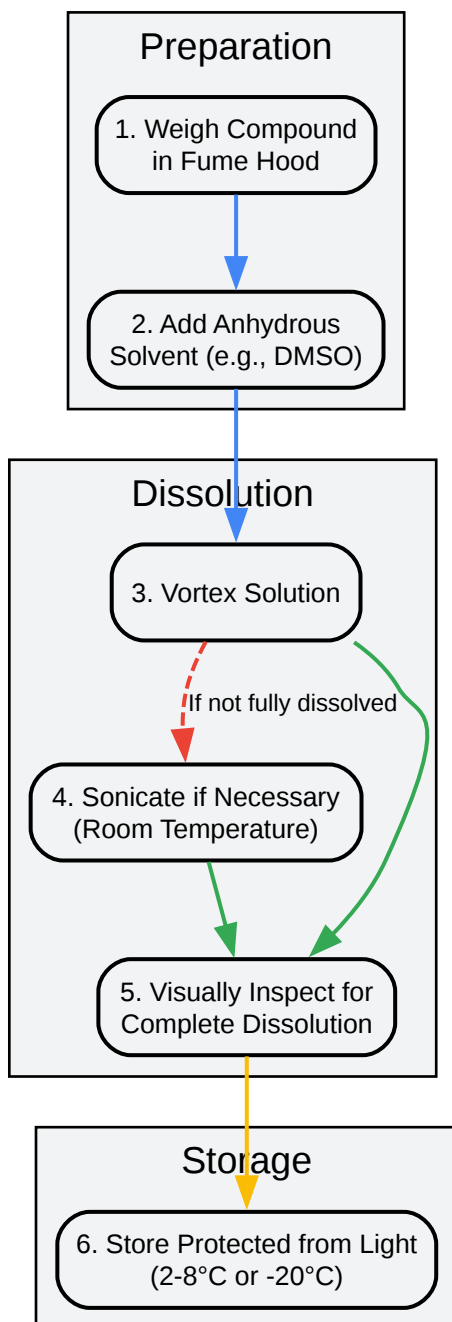 Preparation
1. Weigh Compound
in Fume Hood
2. Add Anhydrous
Solvent (e.g., DMSO)
Dissolution
3. Vortex Solution
If not fully dissolved
4. Sonicate if Necessary
(Room Temperature)
5. Visually Inspect for
Complete Dissolution
Storage
6. Store Protected from Light
(2-8°C or -20°C)